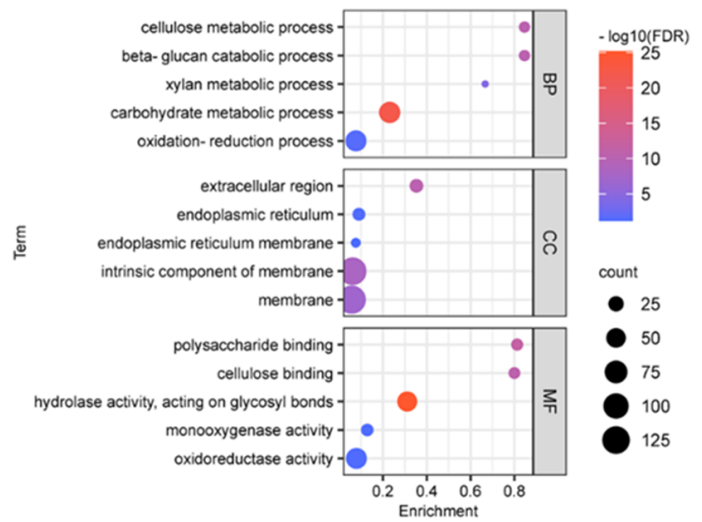 cellulose metabolic process
beta- glucan catabolic process
xylan metabolic process
carbohydrate metabolic process
oxidation- reduction process
BP
extracellular region
endoplasmic reticulum
endoplasmic reticulum membrane
intrinsic component of membrane
membrane
CC
polysaccharide binding
cellulose binding
hydrolase activity, acting on glycosyl bonds
monooxygenase activity
oxidoreductase activity
MF
0.2 0.4 0.6 0.8
Enrichment
Term
- log10(FDR)
25
20
15
10
5
count
25
50
75
100
125